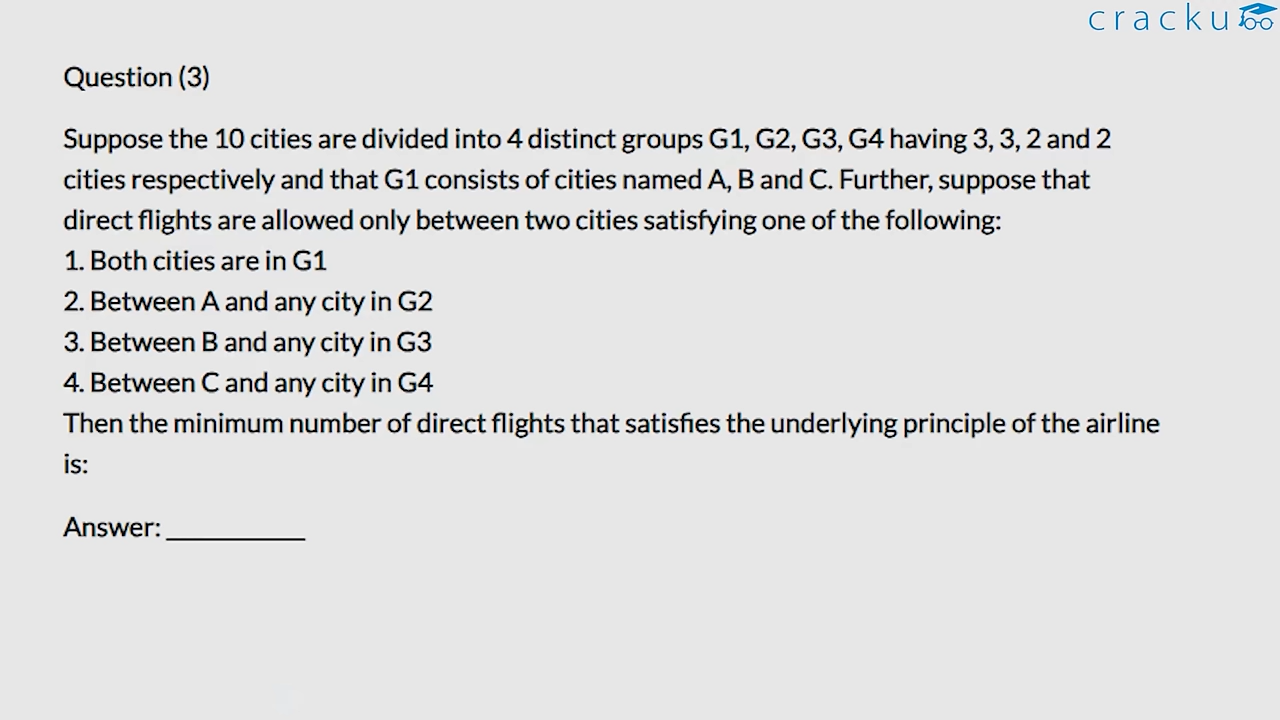 cracku
Question (3)
Suppose the 10 cities are divided into 4 distinct groups G1, G2, G3, G4 having 3, 3, 2 and 2
cities respectively and that G1 consists of cities named A, B and C. Further, suppose that
direct flights are allowed only between two cities satisfying one of the following:
1. Both cities are in G1
2. Between A and any city in G2
3. Between B and any city in G3
4. Between C and any city in G4
Then the minimum number of direct flights that satisfies the underlying principle of the airline
is:
Answer: __________